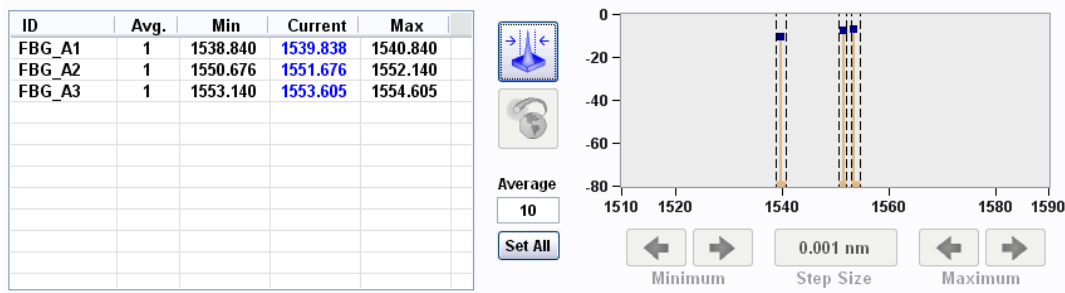 ID Avg. Min Current Max
FBG_A1 1 1538.840 1539.838 1540.840
FBG_A2 1 1550.676 1551.676 1552.140
FBG_A3 1 1553.140 1553.605 1554.605
Average
10
Set All
0
-20
-40
-60
-80
1510 1520 1540 1560 1580 1590
0.001 nm
Minimum Step Size Maximum